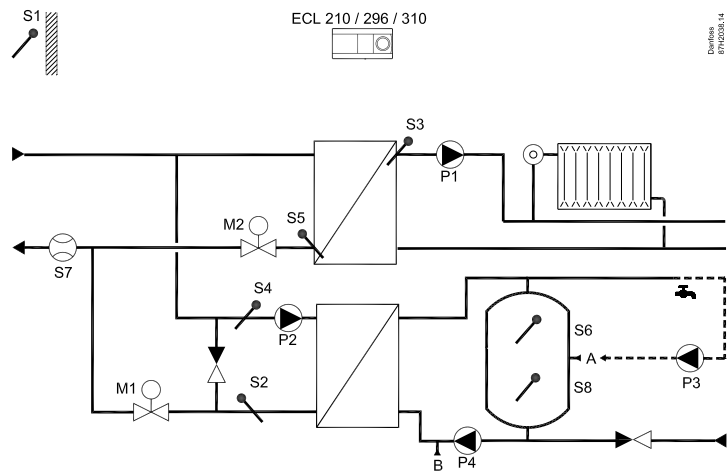 S1
ECL 210 / 296 / 310
Danfoss
87H2038.14
S3
P1
M2
S5
S7
S4
P2
S6
A
P3
M1
S2
S8
B
P4